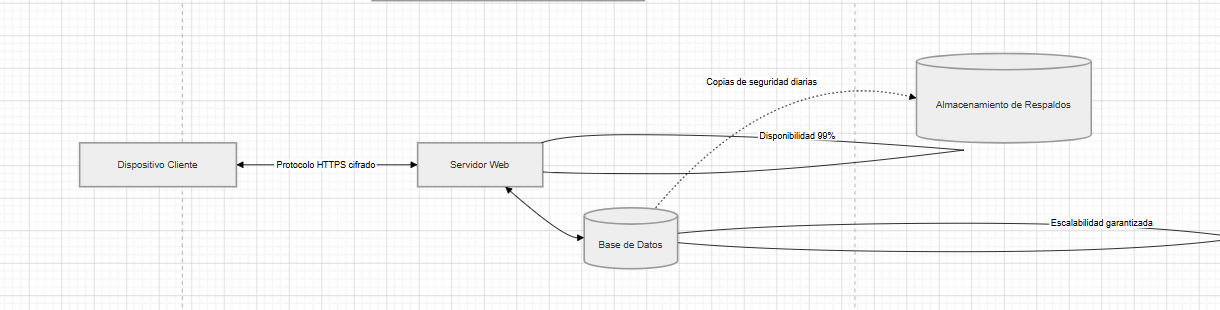 Copias de seguridad diarias
Almacenamiento de Respaldos
Disponibilidad 99%
Dispositivo Cliente
Protocolo HTTPS cifrado
Servidor Web
Escalabilidad garantizada
Base de Datos